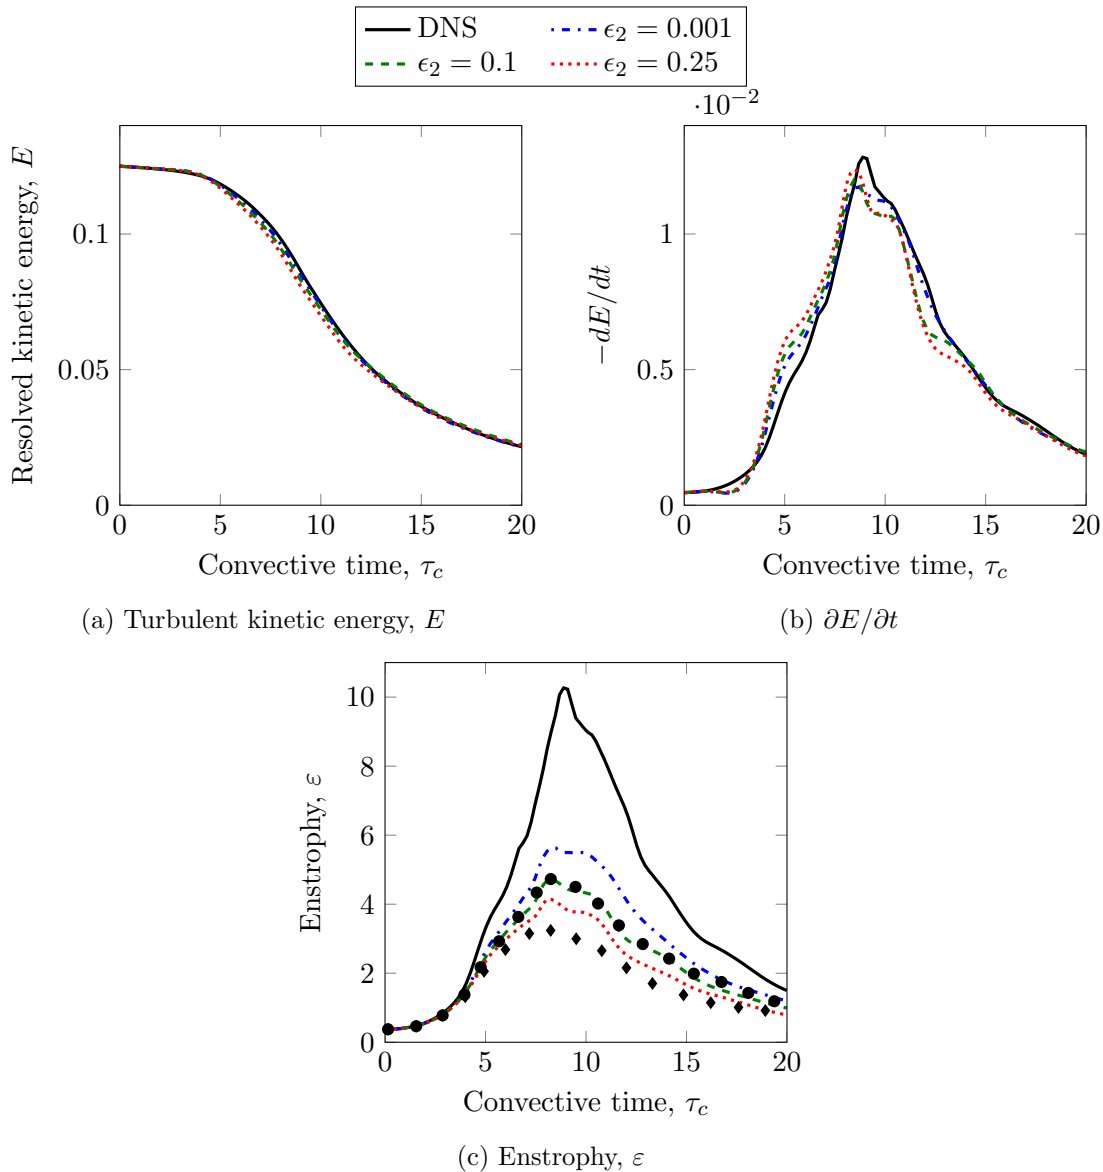 DNS
ϵ₂ = 0.001
ϵ₂ = 0.1
ϵ₂ = 0.25
Resolved kinetic energy, E
0.1
0.05
0
0 5 10 15 20
Convective time, τ_c
(a) Turbulent kinetic energy, E
·10⁻²
−dE/dt
1
0.5
0
0 5 10 15 20
Convective time, τ_c
(b) ∂E/∂t
Enstrophy, ε
10
8
6
4
2
0
0 5 10 15 20
Convective time, τ_c
(c) Enstrophy, ε